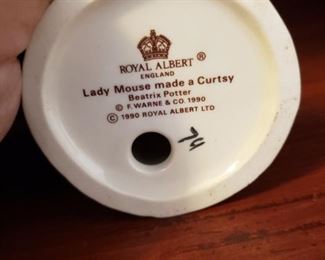 ROYAL ALBERT ®
ENGLAND
Lady Mouse made a Curtsy
Beatrix Potter
© F. WARNE & CO. 1990
© 1990 ROYAL ALBERT LTD